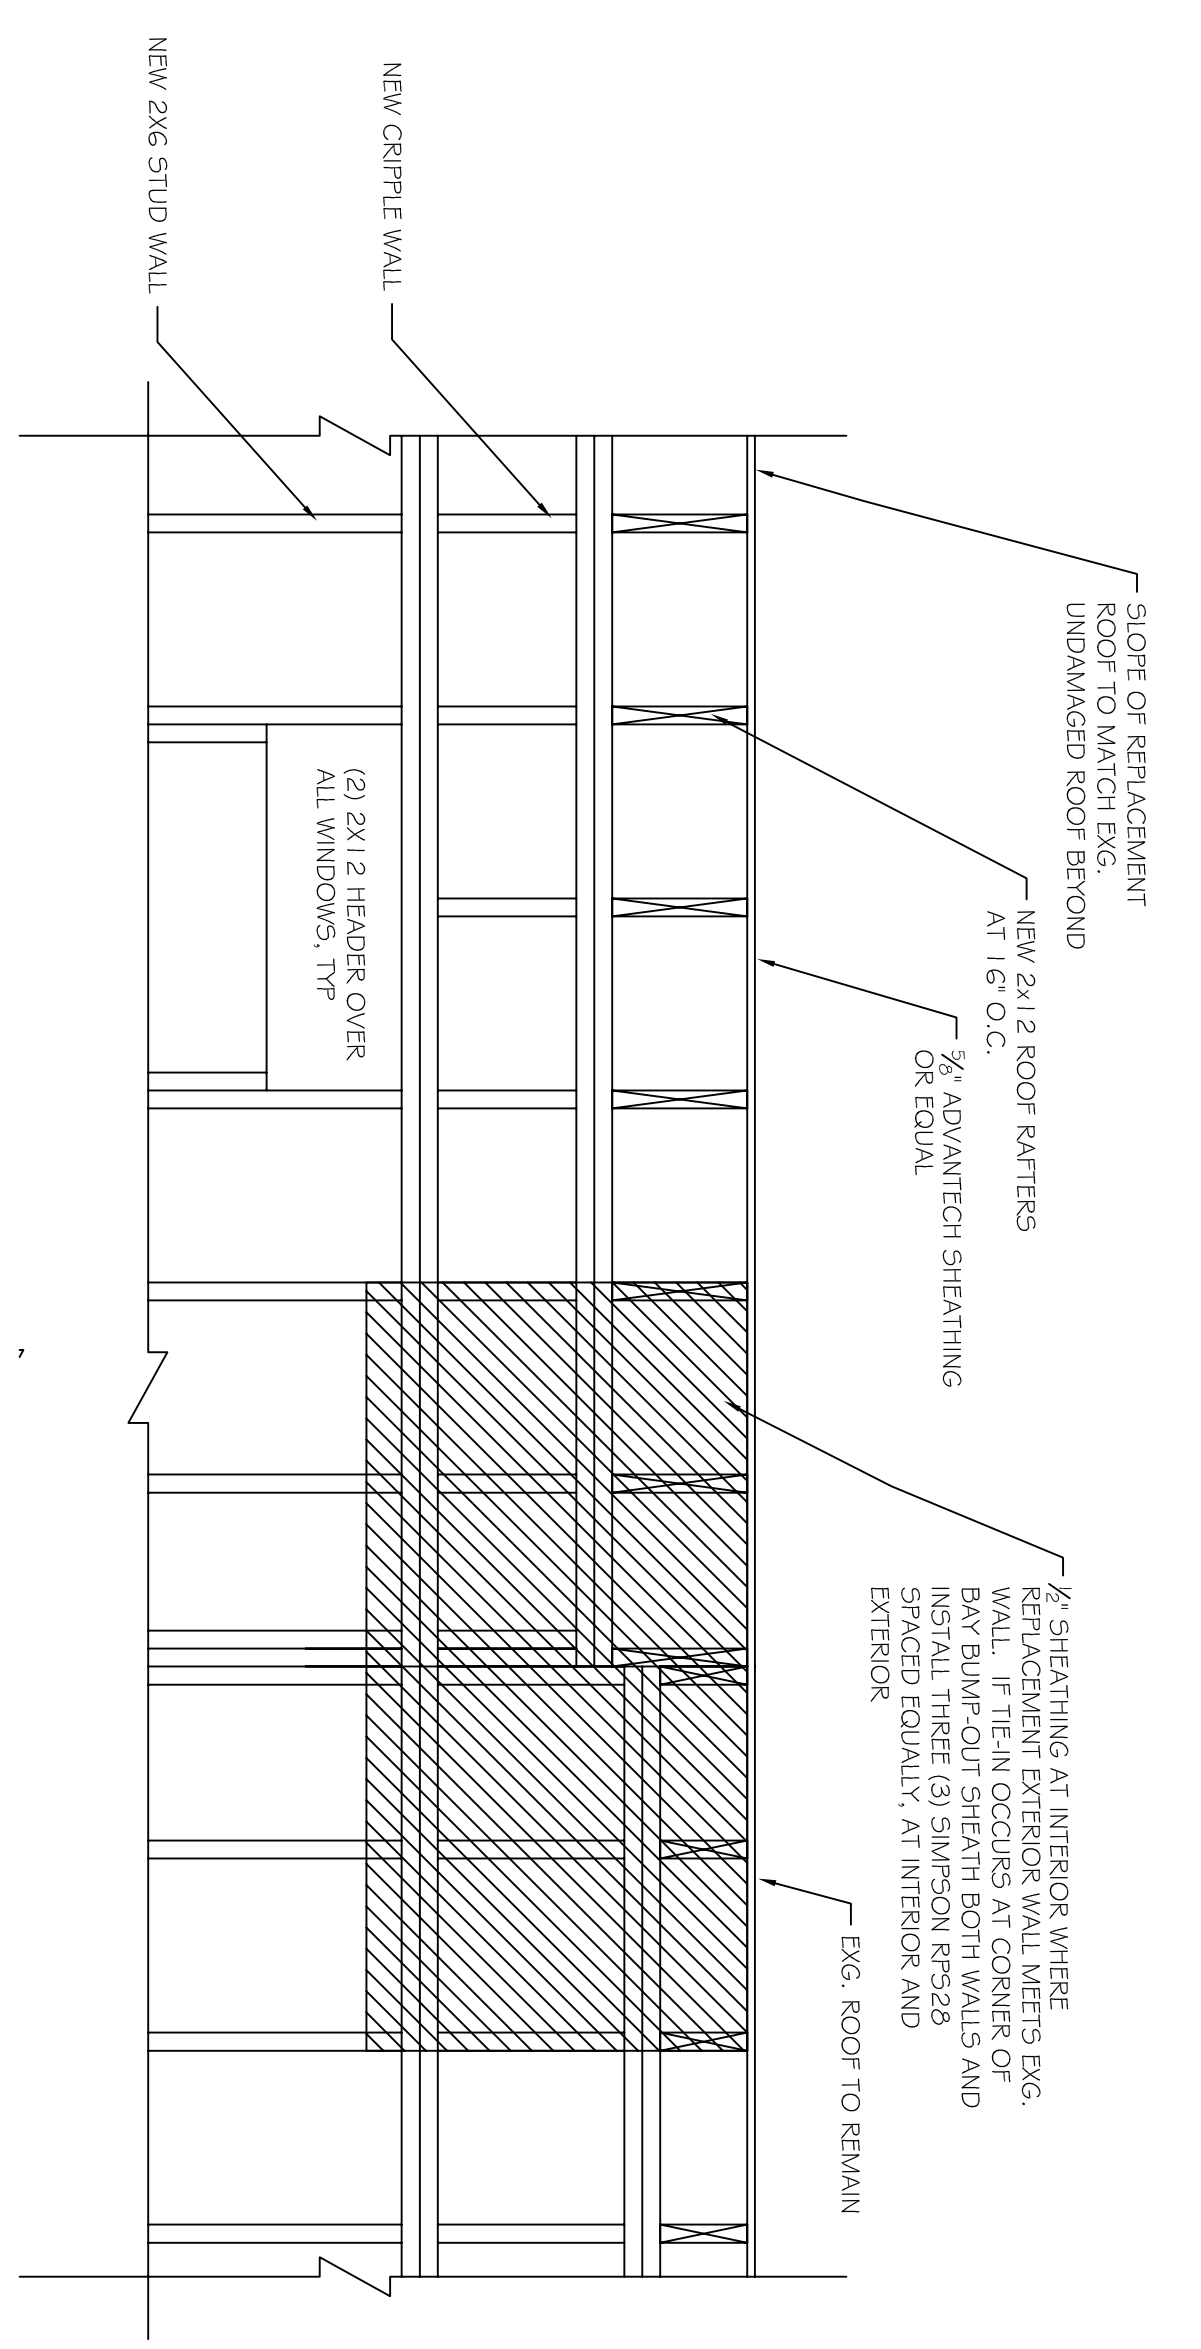 SLOPE OF REPLACEMENT
ROOF TO MATCH EXG.
UNDAMAGED ROOF BEYOND
NEW 2x12 ROOF RAFTERS
AT 16" O.C.
5/8" ADVANTECH SHEATHING
OR EQUAL
1/2" SHEATHING AT INTERIOR WHERE
REPLACEMENT EXTERIOR WALL MEETS EXG.
WALL. IF TIE-IN OCCURS AT CORNER OF
BAY BUMP-OUT SHEATH BOTH WALLS AND
INSTALL THREE (3) SIMPSON RPS28
SPACED EQUALLY, AT INTERIOR AND
EXTERIOR
EXG. ROOF TO REMAIN
NEW CRIPPLE WALL
(2) 2X12 HEADER OVER
ALL WINDOWS, TYP
NEW 2X6 STUD WALL